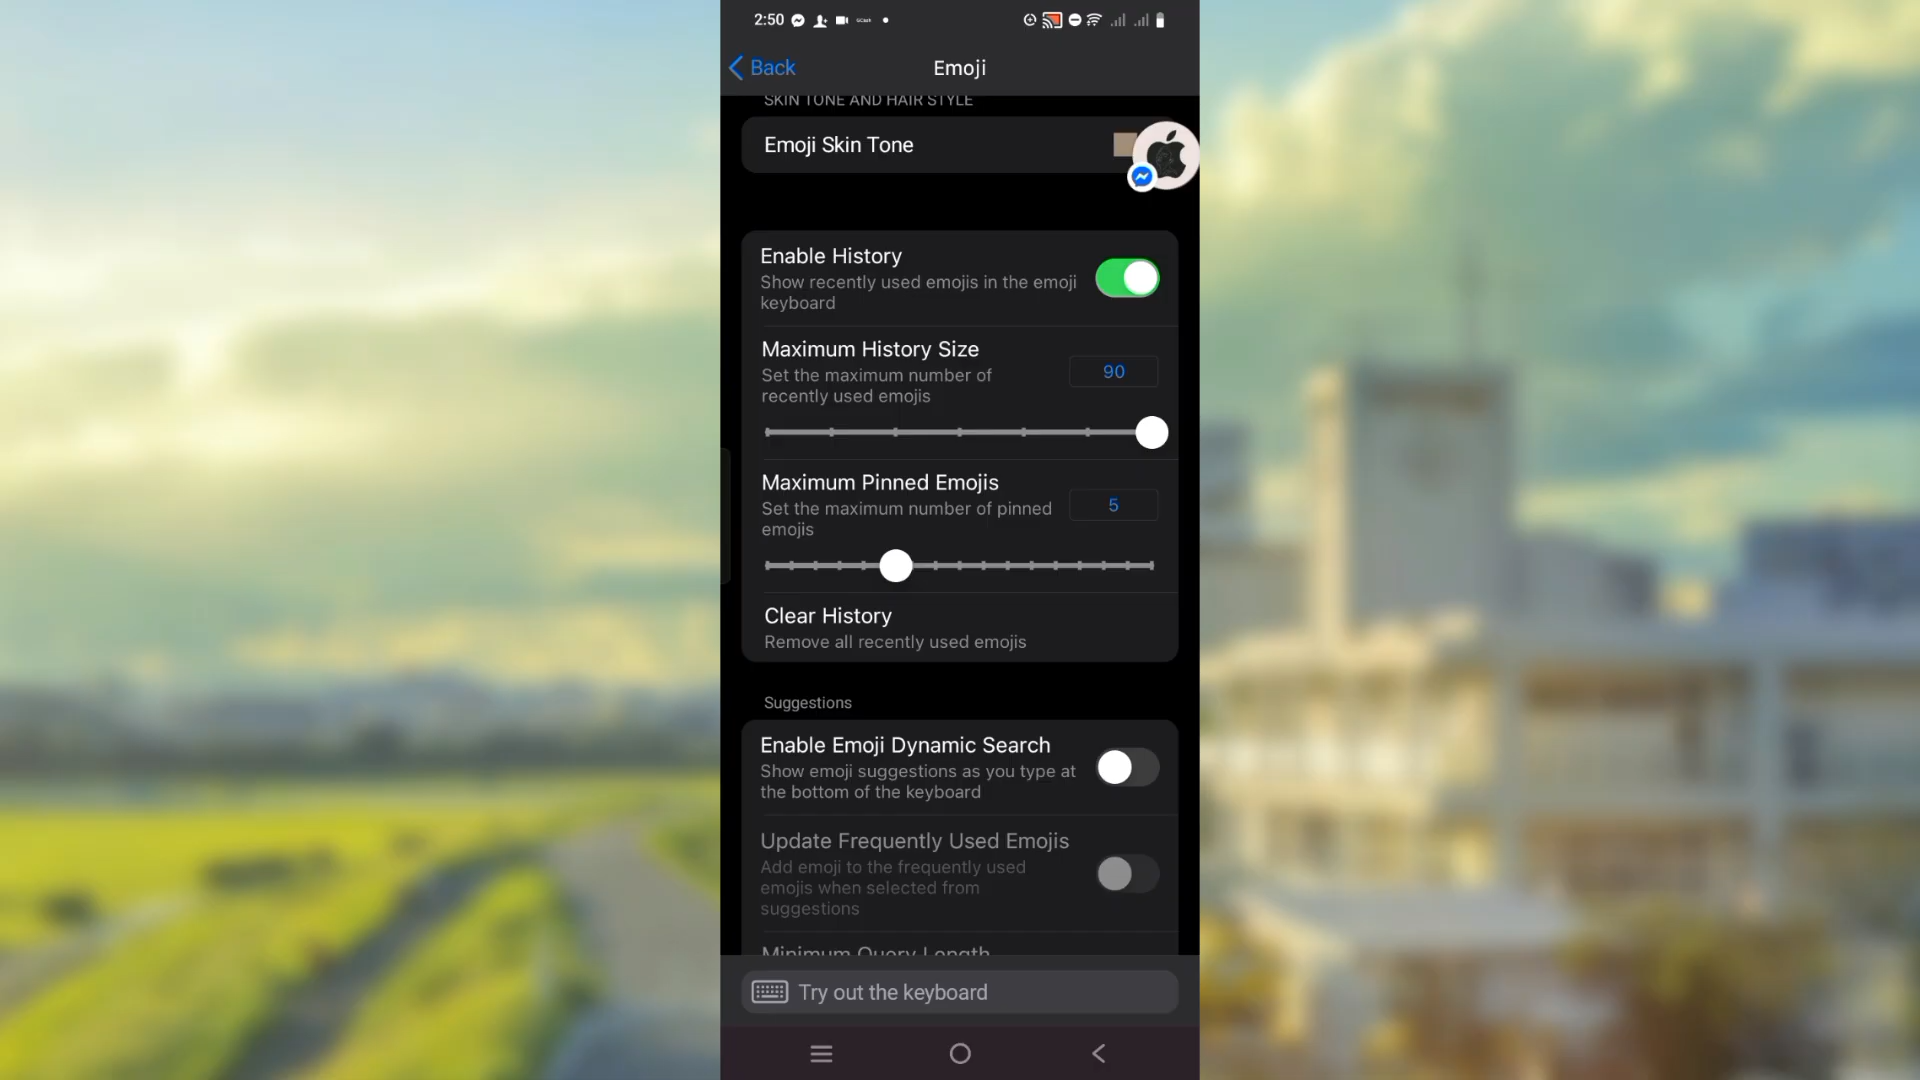 2:50
Back
Emoji
SKIN TONE AND HAIR STYLE
Emoji Skin Tone
Enable History
Show recently used emojis in the emoji
keyboard
Maximum History Size
90
Set the maximum number of
recently used emojis
Maximum Pinned Emojis
5
Set the maximum number of pinned
emojis
Clear History
Remove all recently used emojis
Suggestions
Enable Emoji Dynamic Search
Show emoji suggestions as you type at
the bottom of the keyboard
Update Frequently Used Emojis
Add emoji to the frequently used
emojis when selected from
suggestions
Minimum Query Length
Try out the keyboard